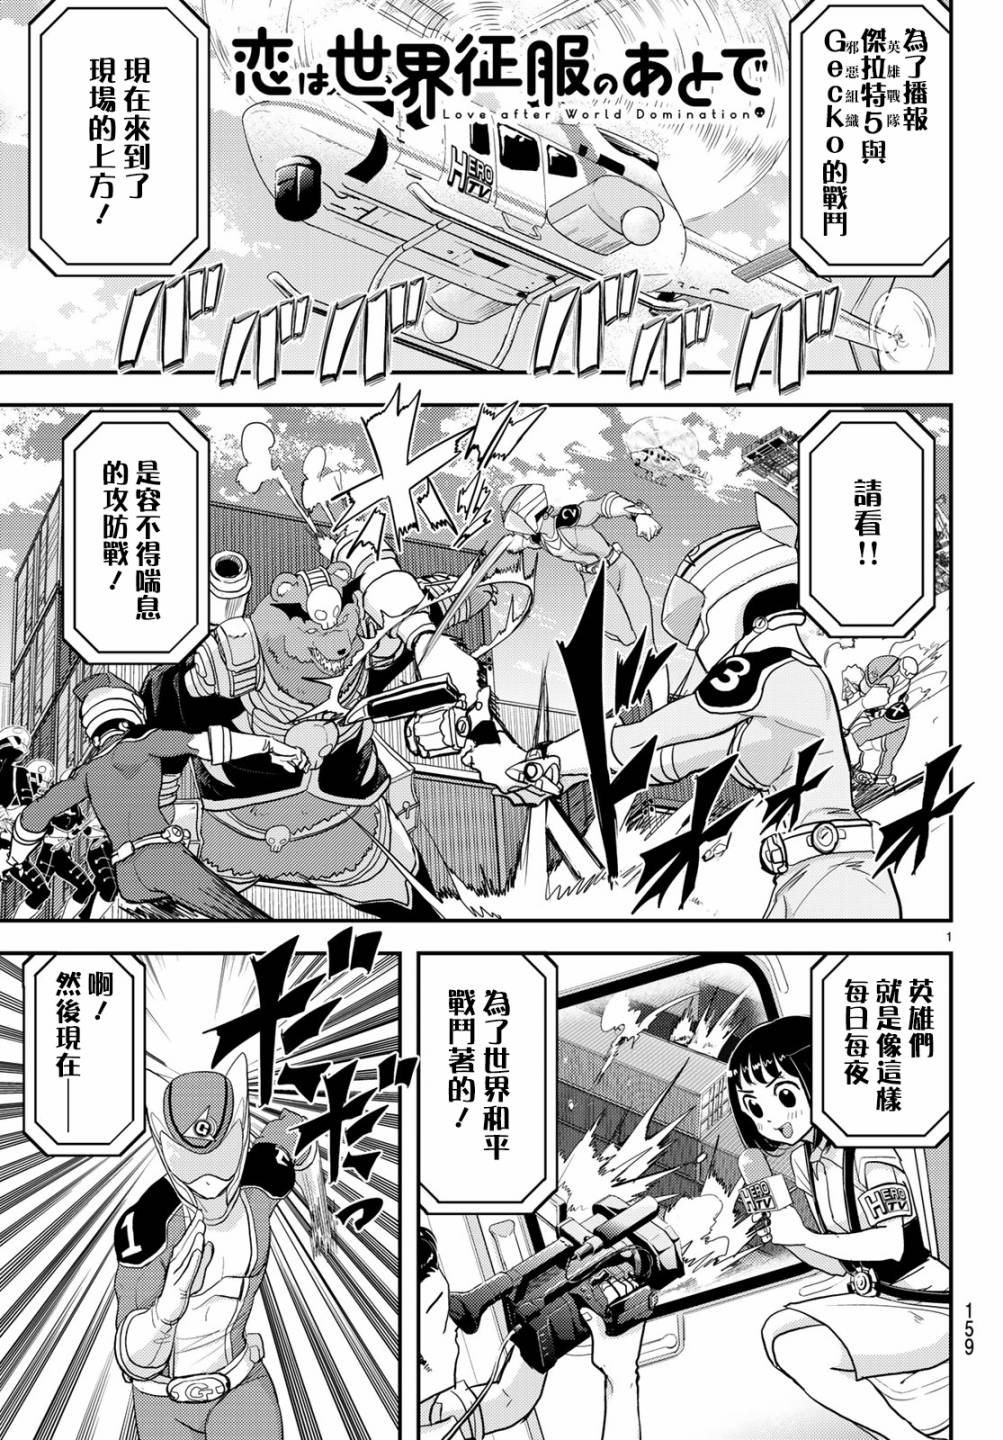 恋は世界征服のあとで
Love after World Domination
為了播報
傑拉特5與
英雄戰隊
Gecko的戰鬥
邪惡組織
現在來到了
現場的上方！
HERO
TV
バババババババ
請看!!
是容不得喘息
的攻防戰！
2
3
1
英雄們
就是像這樣
每日每夜
為了世界和平
戰鬥著的！
HERO
TV
HERO
TV
啊！
然後現在—
G
1
G
159